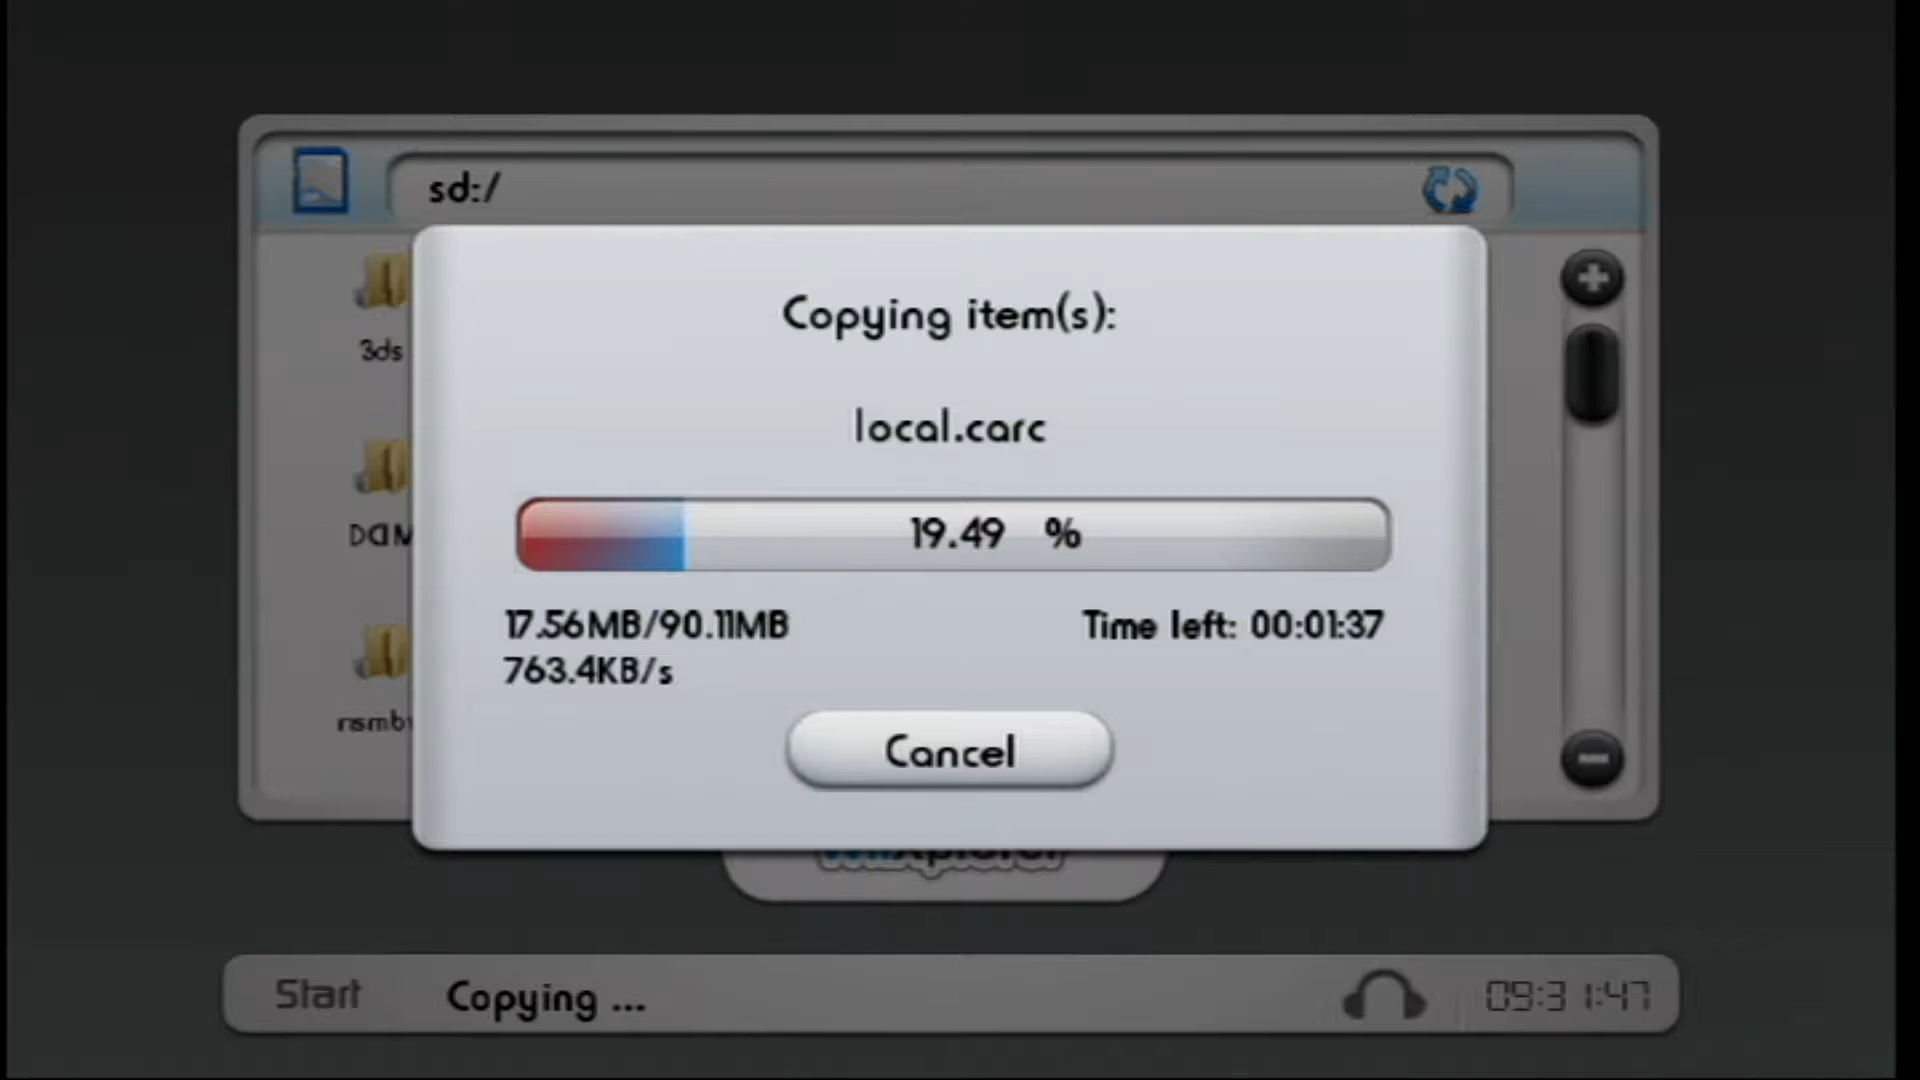 sd:/
Copying item(s):
3ds
local.carc
19.49 %
DCIM
17.56MB/90.11MB
Time left: 00:01:37
763.4KB/s
Cancel
Start
Copying ...
09:31:47